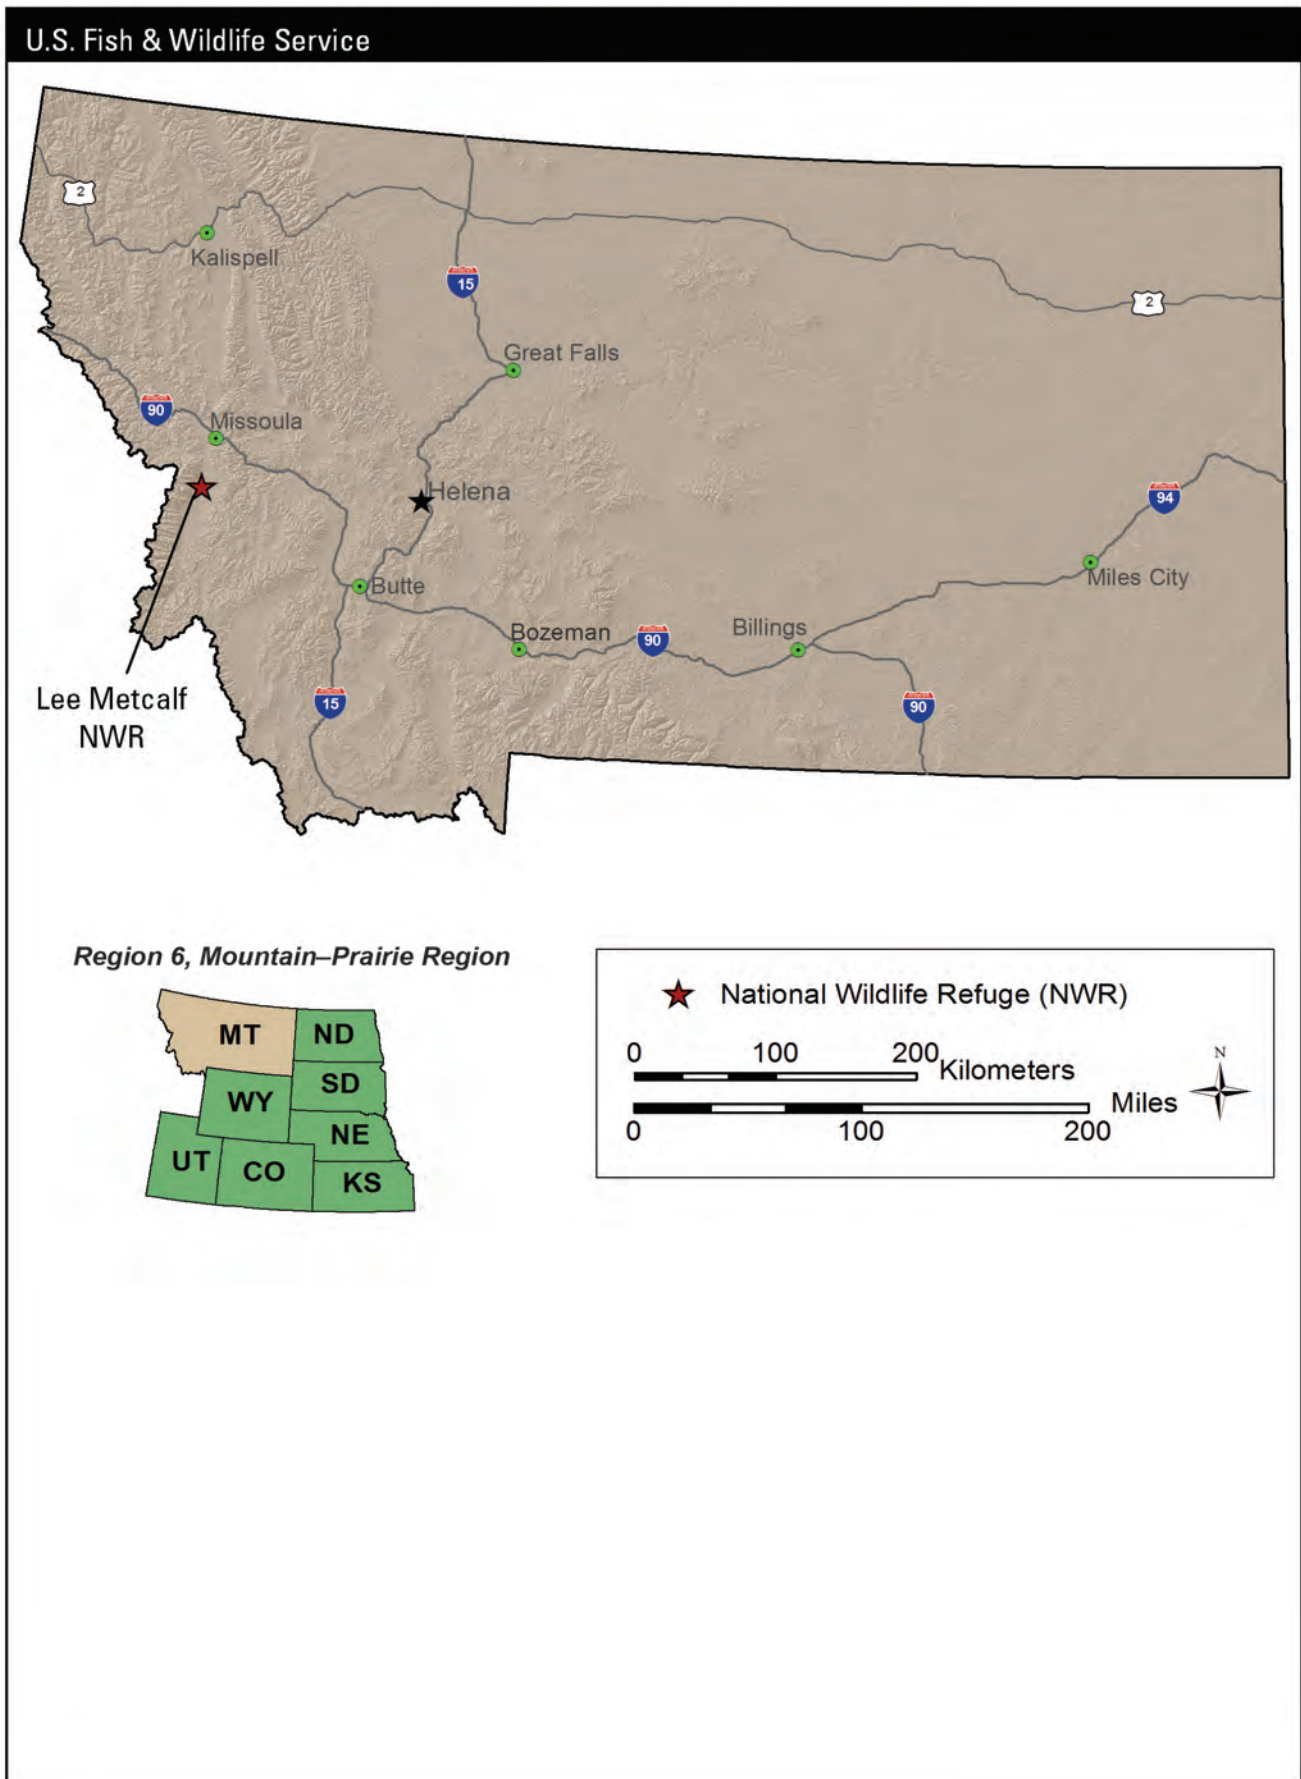 U.S. Fish & Wildlife Service
2
Kalispell
15
2
Great Falls
90
Missoula
Helena
94
Butte
Miles City
Bozeman
90
Billings
Lee Metcalf
NWR
15
90
Region 6, Mountain–Prairie Region
MT
ND
SD
WY
NE
UT
CO
KS
National Wildlife Refuge (NWR)
0 100 200
Kilometers
Miles
0 100 200
N